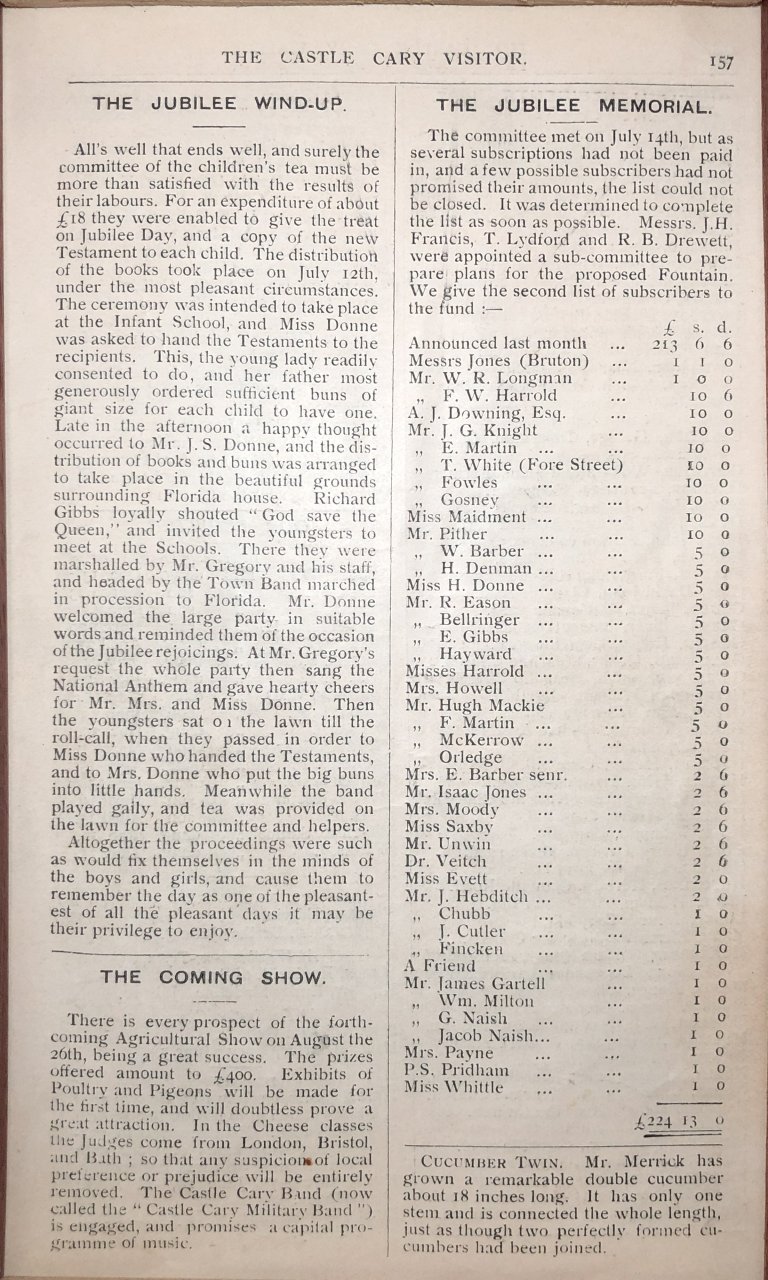 THE CASTLE CARY VISITOR. 157
THE JUBILEE WIND-UP.
All's well that ends well, and surely the
committee of the children's tea must be
more than satisfied with the results of
their labours. For an expenditure of about
£18 they were enabled to give the treat
on Jubilee Day, and a copy of the new
Testament to each child. The distribution
of the books took place on July 12th,
under the most pleasant circumstances.
The ceremony was intended to take place
at the Infant School, and Miss Donne
was asked to hand the Testaments to the
recipients. This, the young lady readily
consented to do, and her father most
generously ordered sufficient buns of
giant size for each child to have one.
Late in the afternoon a happy thought
occurred to Mr. J. S. Donne, and the dis-
tribution of books and buns was arranged
to take place in the beautiful grounds
surrounding Florida house. Richard
Gibbs loyally shouted "God save the
Queen," and invited the youngsters to
meet at the Schools. There they were
marshalled by Mr. Gregory and his staff,
and headed by the Town Band marched
in procession to Florida. Mr. Donne
welcomed the large party in suitable
words and reminded them of the occasion
of the Jubilee rejoicings. At Mr. Gregory's
request the whole party then sang the
National Anthem and gave hearty cheers
for Mr. Mrs. and Miss Donne. Then
the youngsters sat o 1 the lawn till the
roll-call, when they passed in order to
Miss Donne who handed the Testaments,
and to Mrs. Donne who put the big buns
into little hands. Meanwhile the band
played gaily, and tea was provided on
the lawn for the committee and helpers.
Altogether the proceedings were such
as would fix themselves in the minds of
the boys and girls, and cause them to
remember the day as one of the pleasant-
est of all the pleasant days it may be
their privilege to enjoy.
THE COMING SHOW.
There is every prospect of the forth-
coming Agricultural Show on August the
26th, being a great success. The prizes
offered amount to £400. Exhibits of
Poultry and Pigeons will be made for
the first time, and will doubtless prove a
great attraction. In the Cheese classes
the Judges come from London, Bristol,
and Bath ; so that any suspicion of local
preference or prejudice will be entirely
removed. The Castle Cary Band (now
called the "Castle Cary Military Band")
is engaged, and promises a capital pro-
gramme of music.
THE JUBILEE MEMORIAL.
The committee met on July 14th, but as
several subscriptions had not been paid
in, and a few possible subscribers had not
promised their amounts, the list could not
be closed. It was determined to complete
the list as soon as possible. Messrs. J.H.
Francis, T. Lydford and R. B. Drewett,
were appointed a sub-committee to pre-
pare plans for the proposed Fountain.
We give the second list of subscribers to
the fund :—
£ s. d.
Announced last month ... 213 6 6
Messrs Jones (Bruton) ... 1 1 0
Mr. W. R. Longman ... 1 0 0
„ F. W. Harrold ... 10 6
A. J. Downing, Esq. ... 10 0
Mr. J. G. Knight ... 10 0
„ E. Martin ... ... 10 0
„ T. White (Fore Street) 10 0
„ Fowles ... ... 10 0
„ Gosney ... ... 10 0
Miss Maidment ... ... 10 0
Mr. Pither ... ... 10 0
„ W. Barber ... ... 5 0
„ H. Denman ... ... 5 0
Miss H. Donne ... ... 5 0
Mr. R. Eason ... ... 5 0
„ Bellringer ... ... 5 0
„ E. Gibbs ... ... 5 0
„ Hayward ... ... 5 0
Misses Harrold ... ... 5 0
Mrs. Howell ... ... 5 0
Mr. Hugh Mackie ... 5 0
„ F. Martin ... ... 5 0
„ McKerrow ... ... 5 0
„ Orledge ... ... 5 0
Mrs. E. Barber senr. ... 2 6
Mr. Isaac Jones ... ... 2 6
Mrs. Moody ... ... 2 6
Miss Saxby ... ... 2 6
Mr. Unwin ... ... 2 6
Dr. Veitch ... ... 2 6
Miss Evett ... ... 2 0
Mr. J. Hebditch ... ... 2 0
„ Chubb ... ... 1 0
„ J. Cutler ... ... 1 0
„ Fincken ... ... 1 0
A Friend ... ... 1 0
Mr. James Gartell ... 1 0
„ Wm. Milton ... 1 0
„ G. Naish ... ... 1 0
„ Jacob Naish... ... 1 0
Mrs. Payne ... ... 1 0
P.S. Pridham ... ... 1 0
Miss Whittle ... ... 1 0
£224 13 0
CUCUMBER TWIN. Mr. Merrick has
grown a remarkable double cucumber
about 18 inches long. It has only one
stem and is connected the whole length,
just as though two perfectly formed cu-
cumbers had been joined.